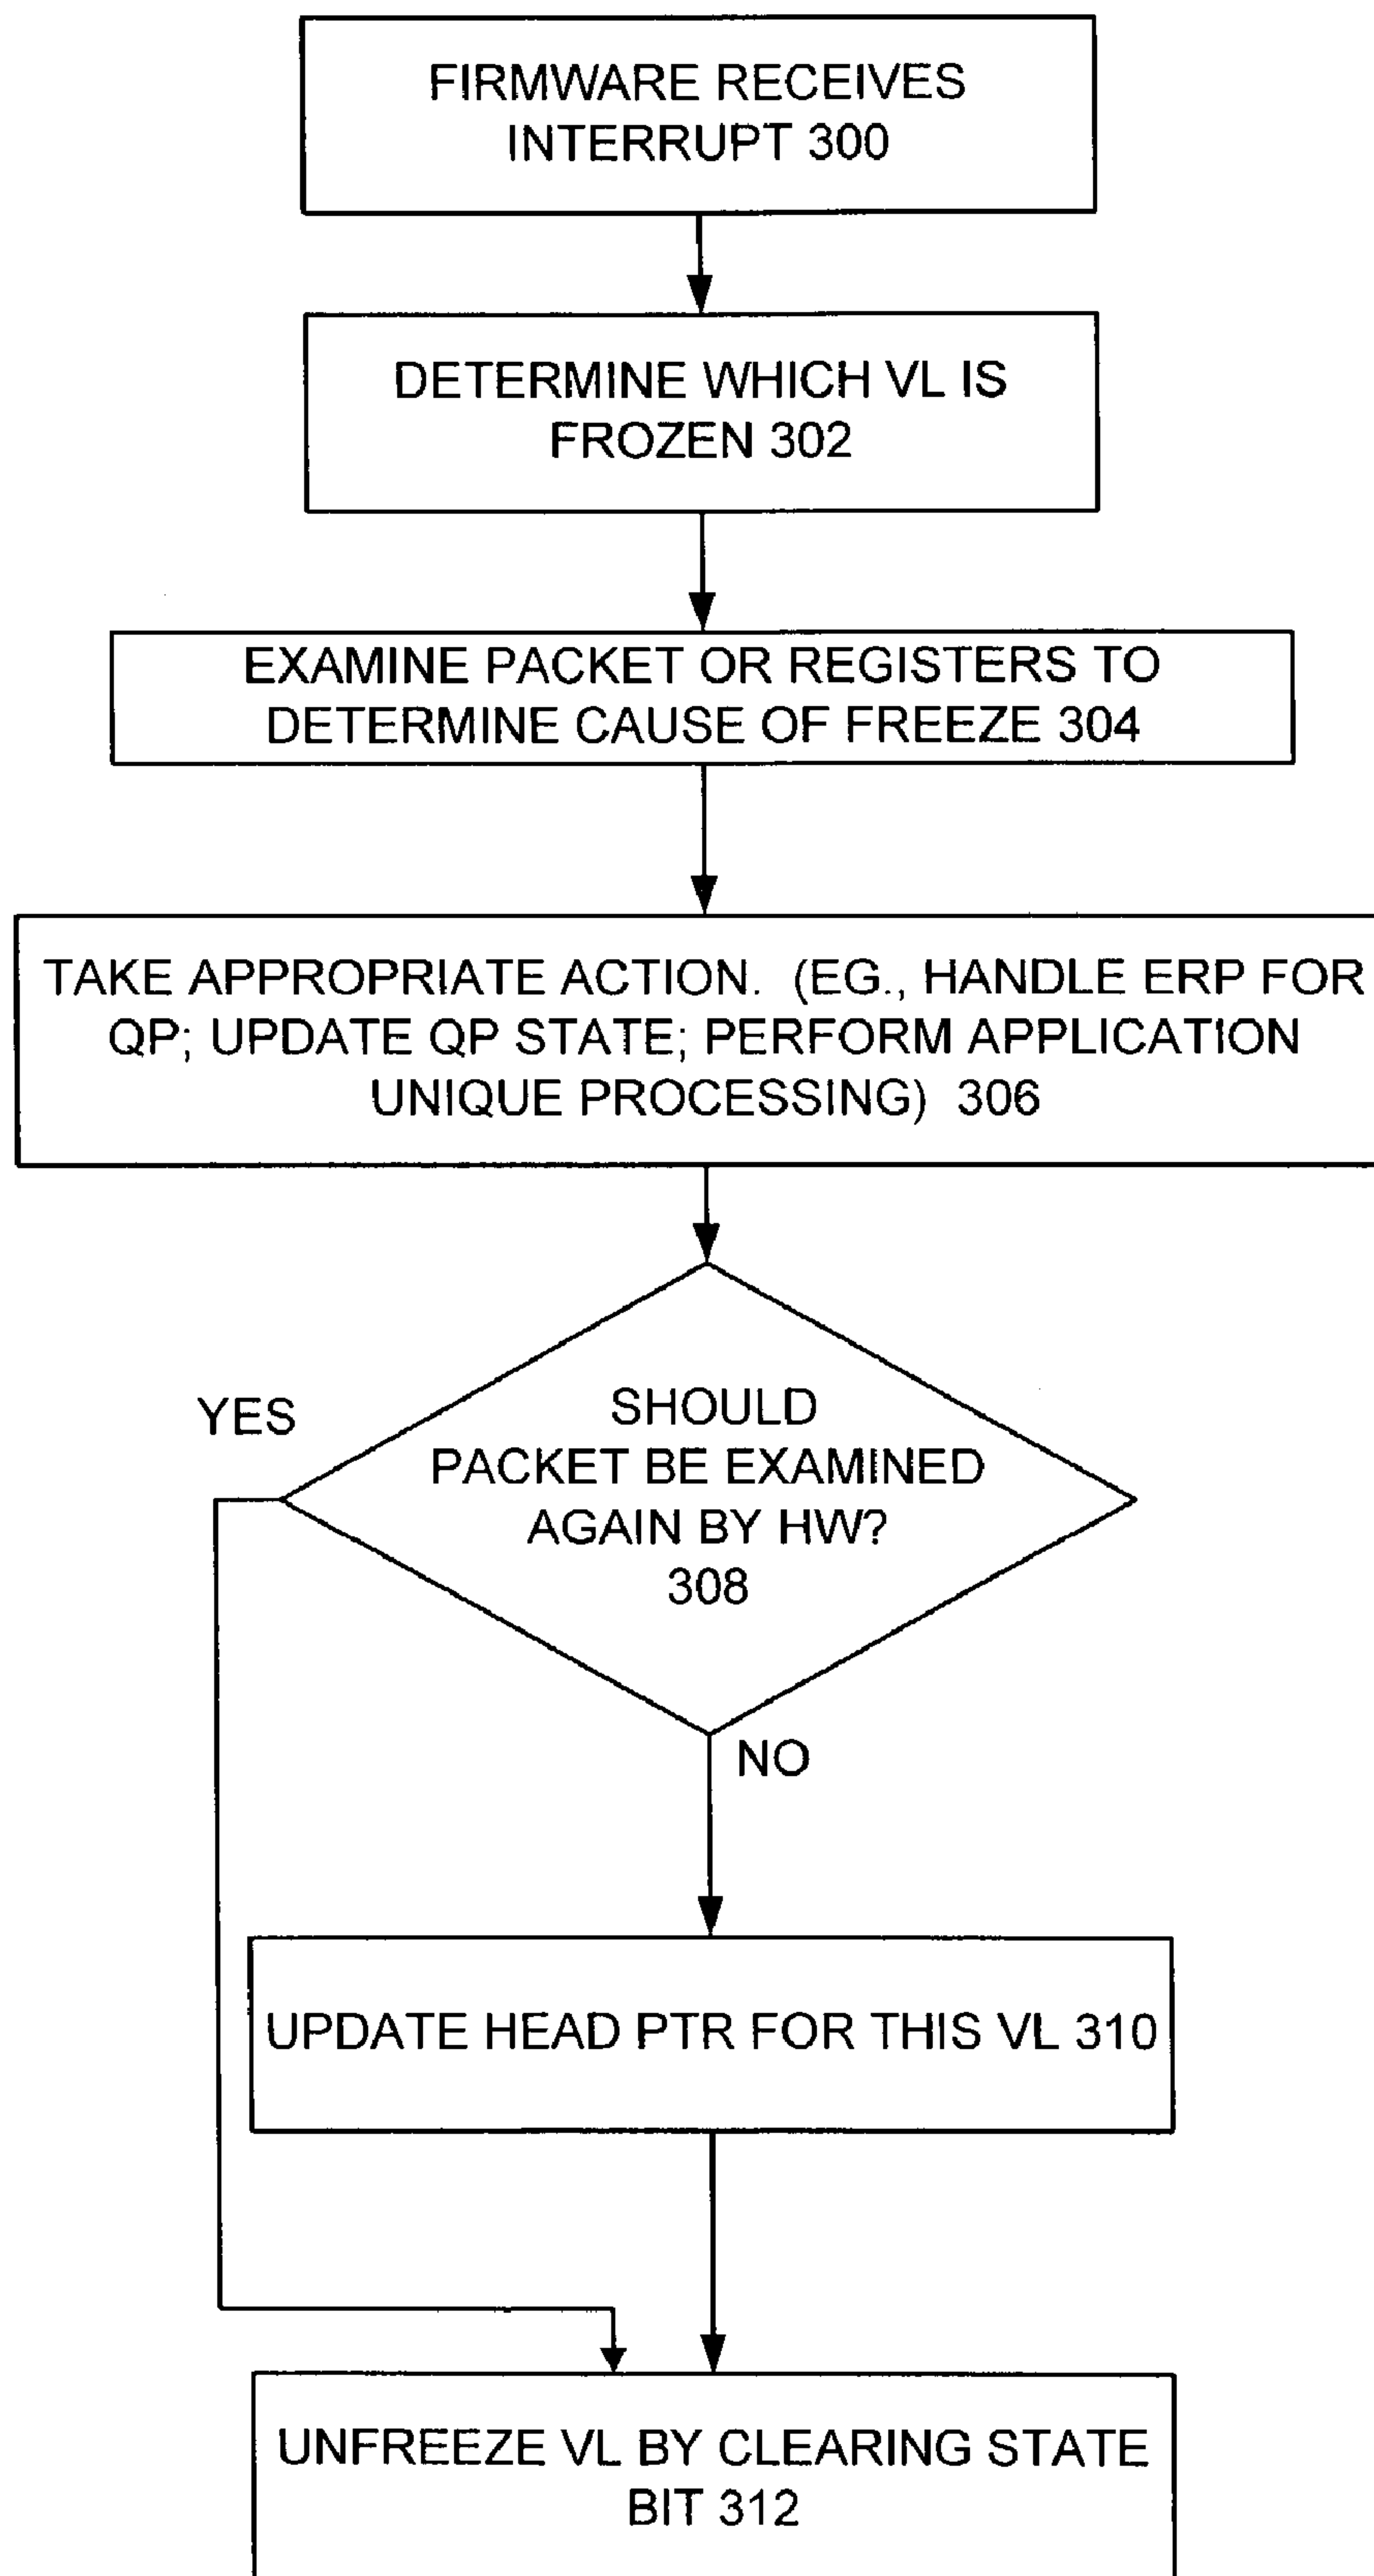 FIRMWARE RECEIVES
INTERRUPT 300
DETERMINE WHICH VL IS
FROZEN 302
EXAMINE PACKET OR REGISTERS TO
DETERMINE CAUSE OF FREEZE 304
TAKE APPROPRIATE ACTION. (EG., HANDLE ERP FOR
QP; UPDATE QP STATE; PERFORM APPLICATION
UNIQUE PROCESSING) 306
YES
SHOULD
PACKET BE EXAMINED
AGAIN BY HW?
308
NO
UPDATE HEAD PTR FOR THIS VL 310
UNFREEZE VL BY CLEARING STATE
BIT 312